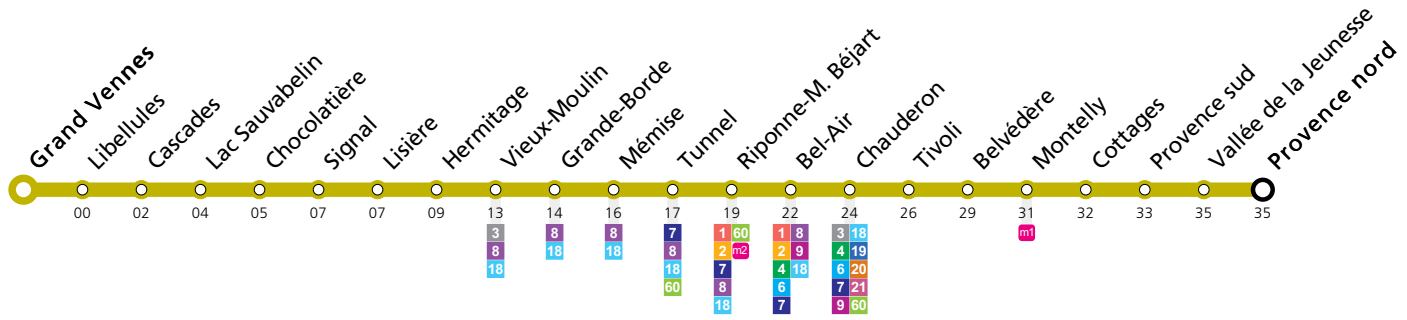 Grand Vennes
Libellules
Cascades
Lac Sauvabelin
Chocolatière
Signal
Lisière
Hermitage
Vieux-Moulin
Grande-Borde
Mémise
Tunnel
Riponne-M. Béjart
Bel-Air
Chauderon
Tivoli
Belvédère
Montelly
Cottages
Provence sud
Vallée de la Jeunesse
Provence nord
00 02 04 05 07 07 09 13 14 16 17 19 22 24 26 29 31 32 33 35 35
3 8 8 7 1 60 1 8 3 18 m1
8 18 18 8 2 m2 2 9 4 19
18 18 7 4 18 6 20
60 8 6 7 21
18 7 9 60